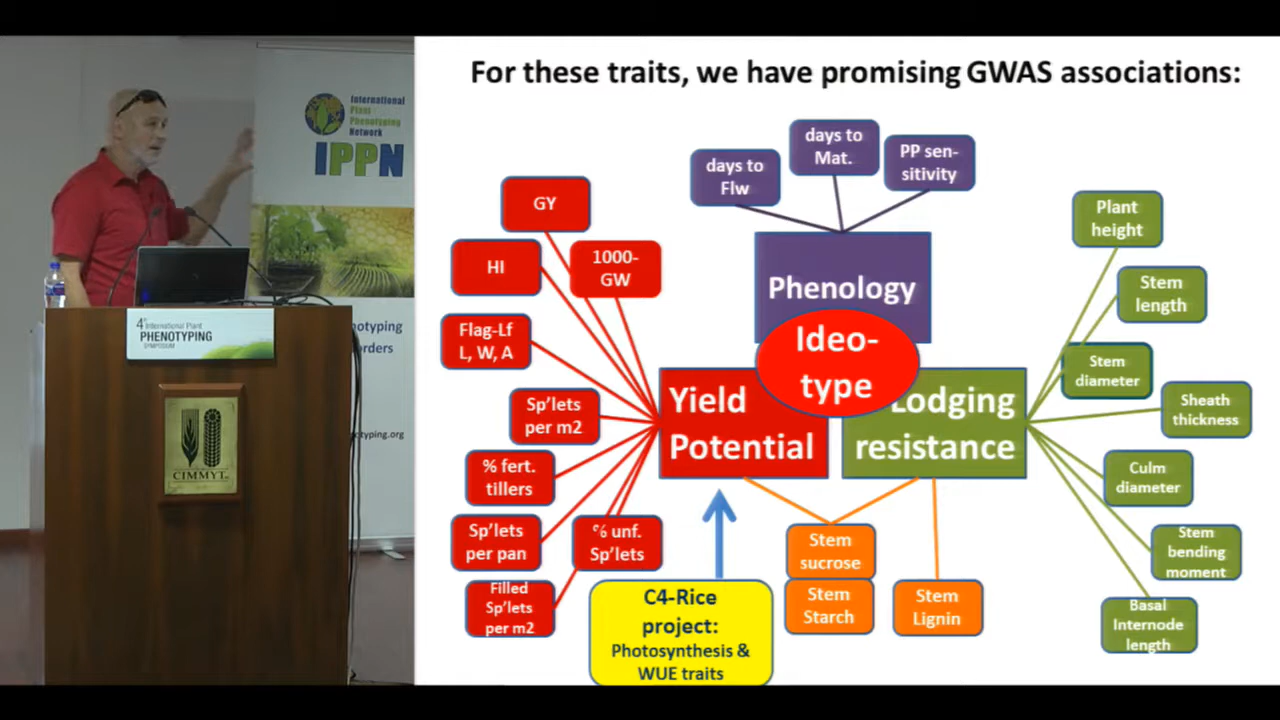 For these traits, we have promising GWAS associations:
International
Plant
Phenotyping
Network
IPPN
4th International Plant
PHENOTYPING
SYMPOSIUM
CIMMYT
days to
Flw
days to
Mat.
PP sen-
sitivity
Phenology
Ideo-
type
Yield
Potential
Lodging
resistance
GY
HI
1000-
GW
Flag-Lf
L, W, A
Sp'lets
per m2
% fert.
tillers
Sp'lets
per pan
% unf.
Sp'lets
Filled
Sp'lets
per m2
C4-Rice
project:
Photosynthesis &
WUE traits
Stem
sucrose
Stem
Starch
Stem
Lignin
Plant
height
Stem
length
Stem
diameter
Sheath
thickness
Culm
diameter
Stem
bending
moment
Basal
Internode
length